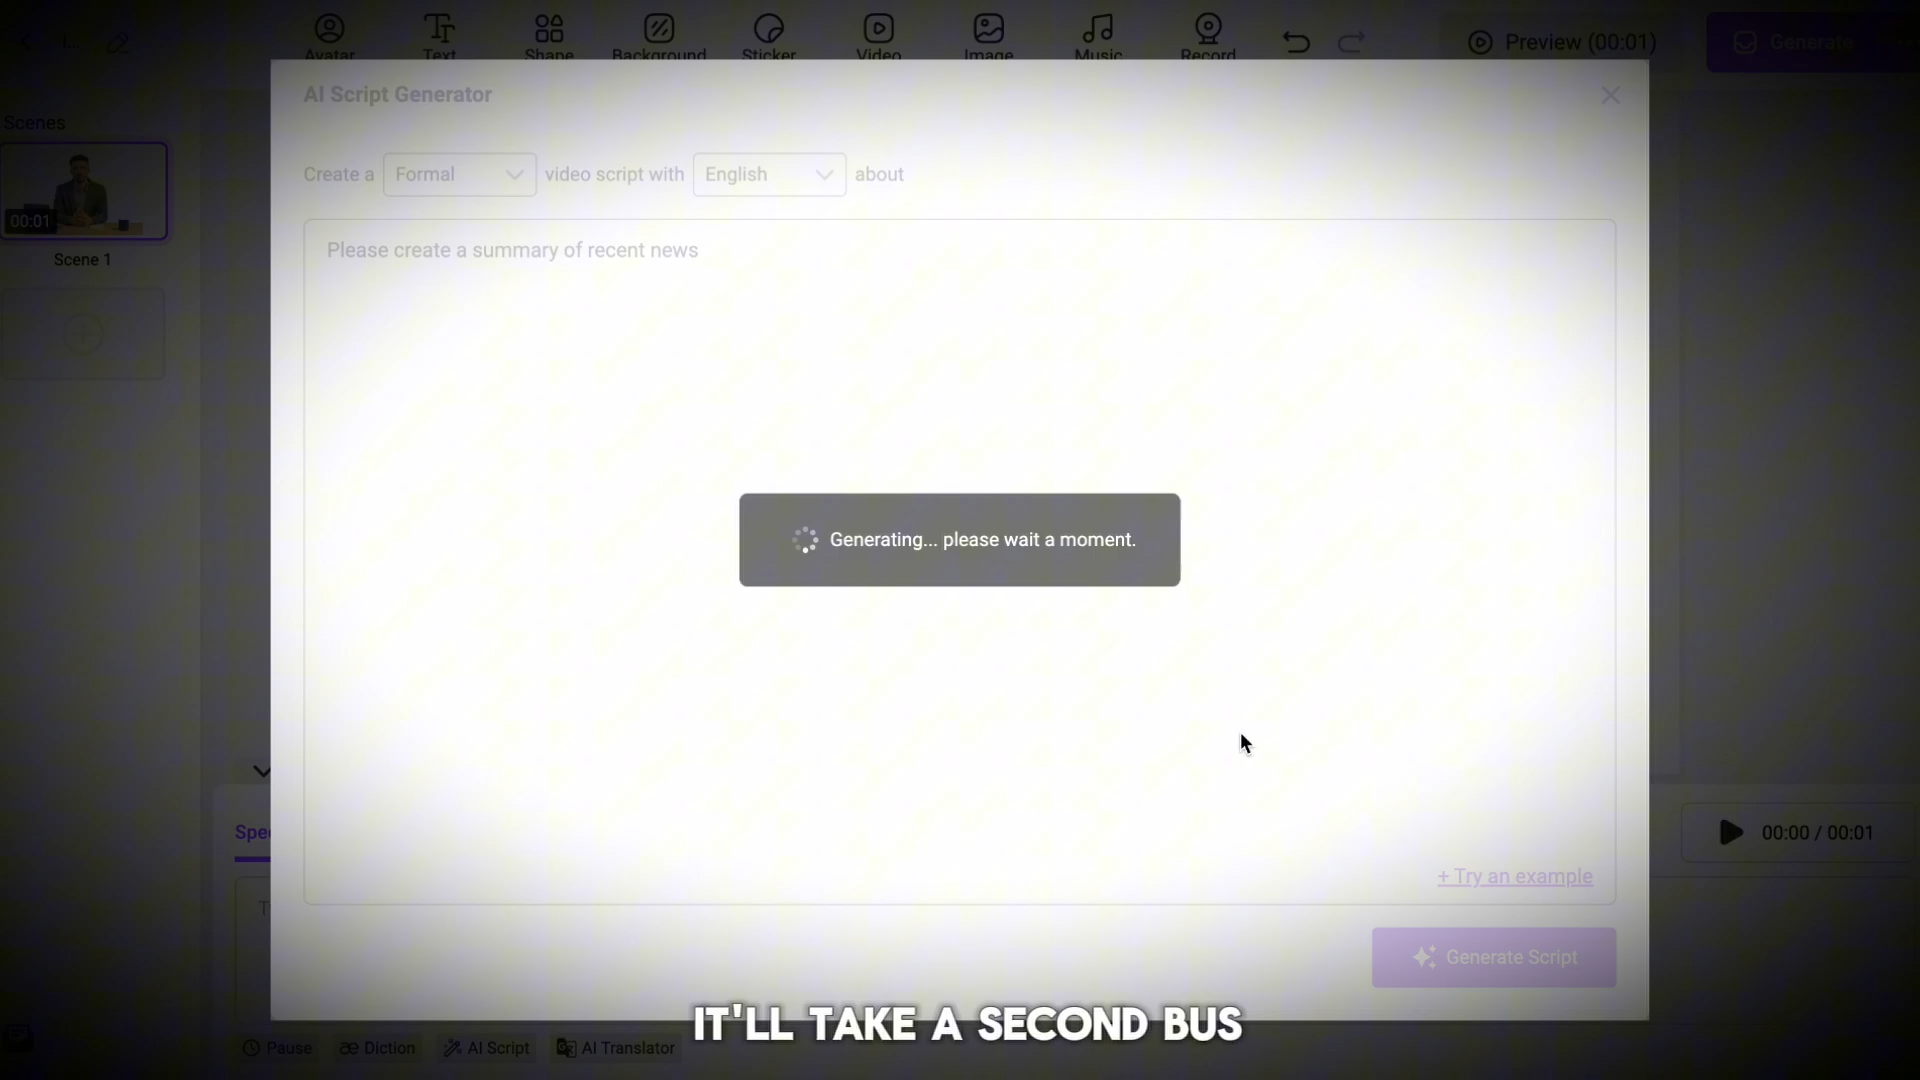 Avatar
Text
Shape
Background
Sticker
Video
Image
Music
Record
Preview (00:01)
Generate
AI Script Generator
Scenes
Create a Formal video script with English about
00:01
Please create a summary of recent news
Scene 1
Generating... please wait a moment.
00:00 / 00:01
+ Try an example
Generate Script
IT'LL TAKE A SECOND BUS
Pause
Diction
AI Script
AI Translator